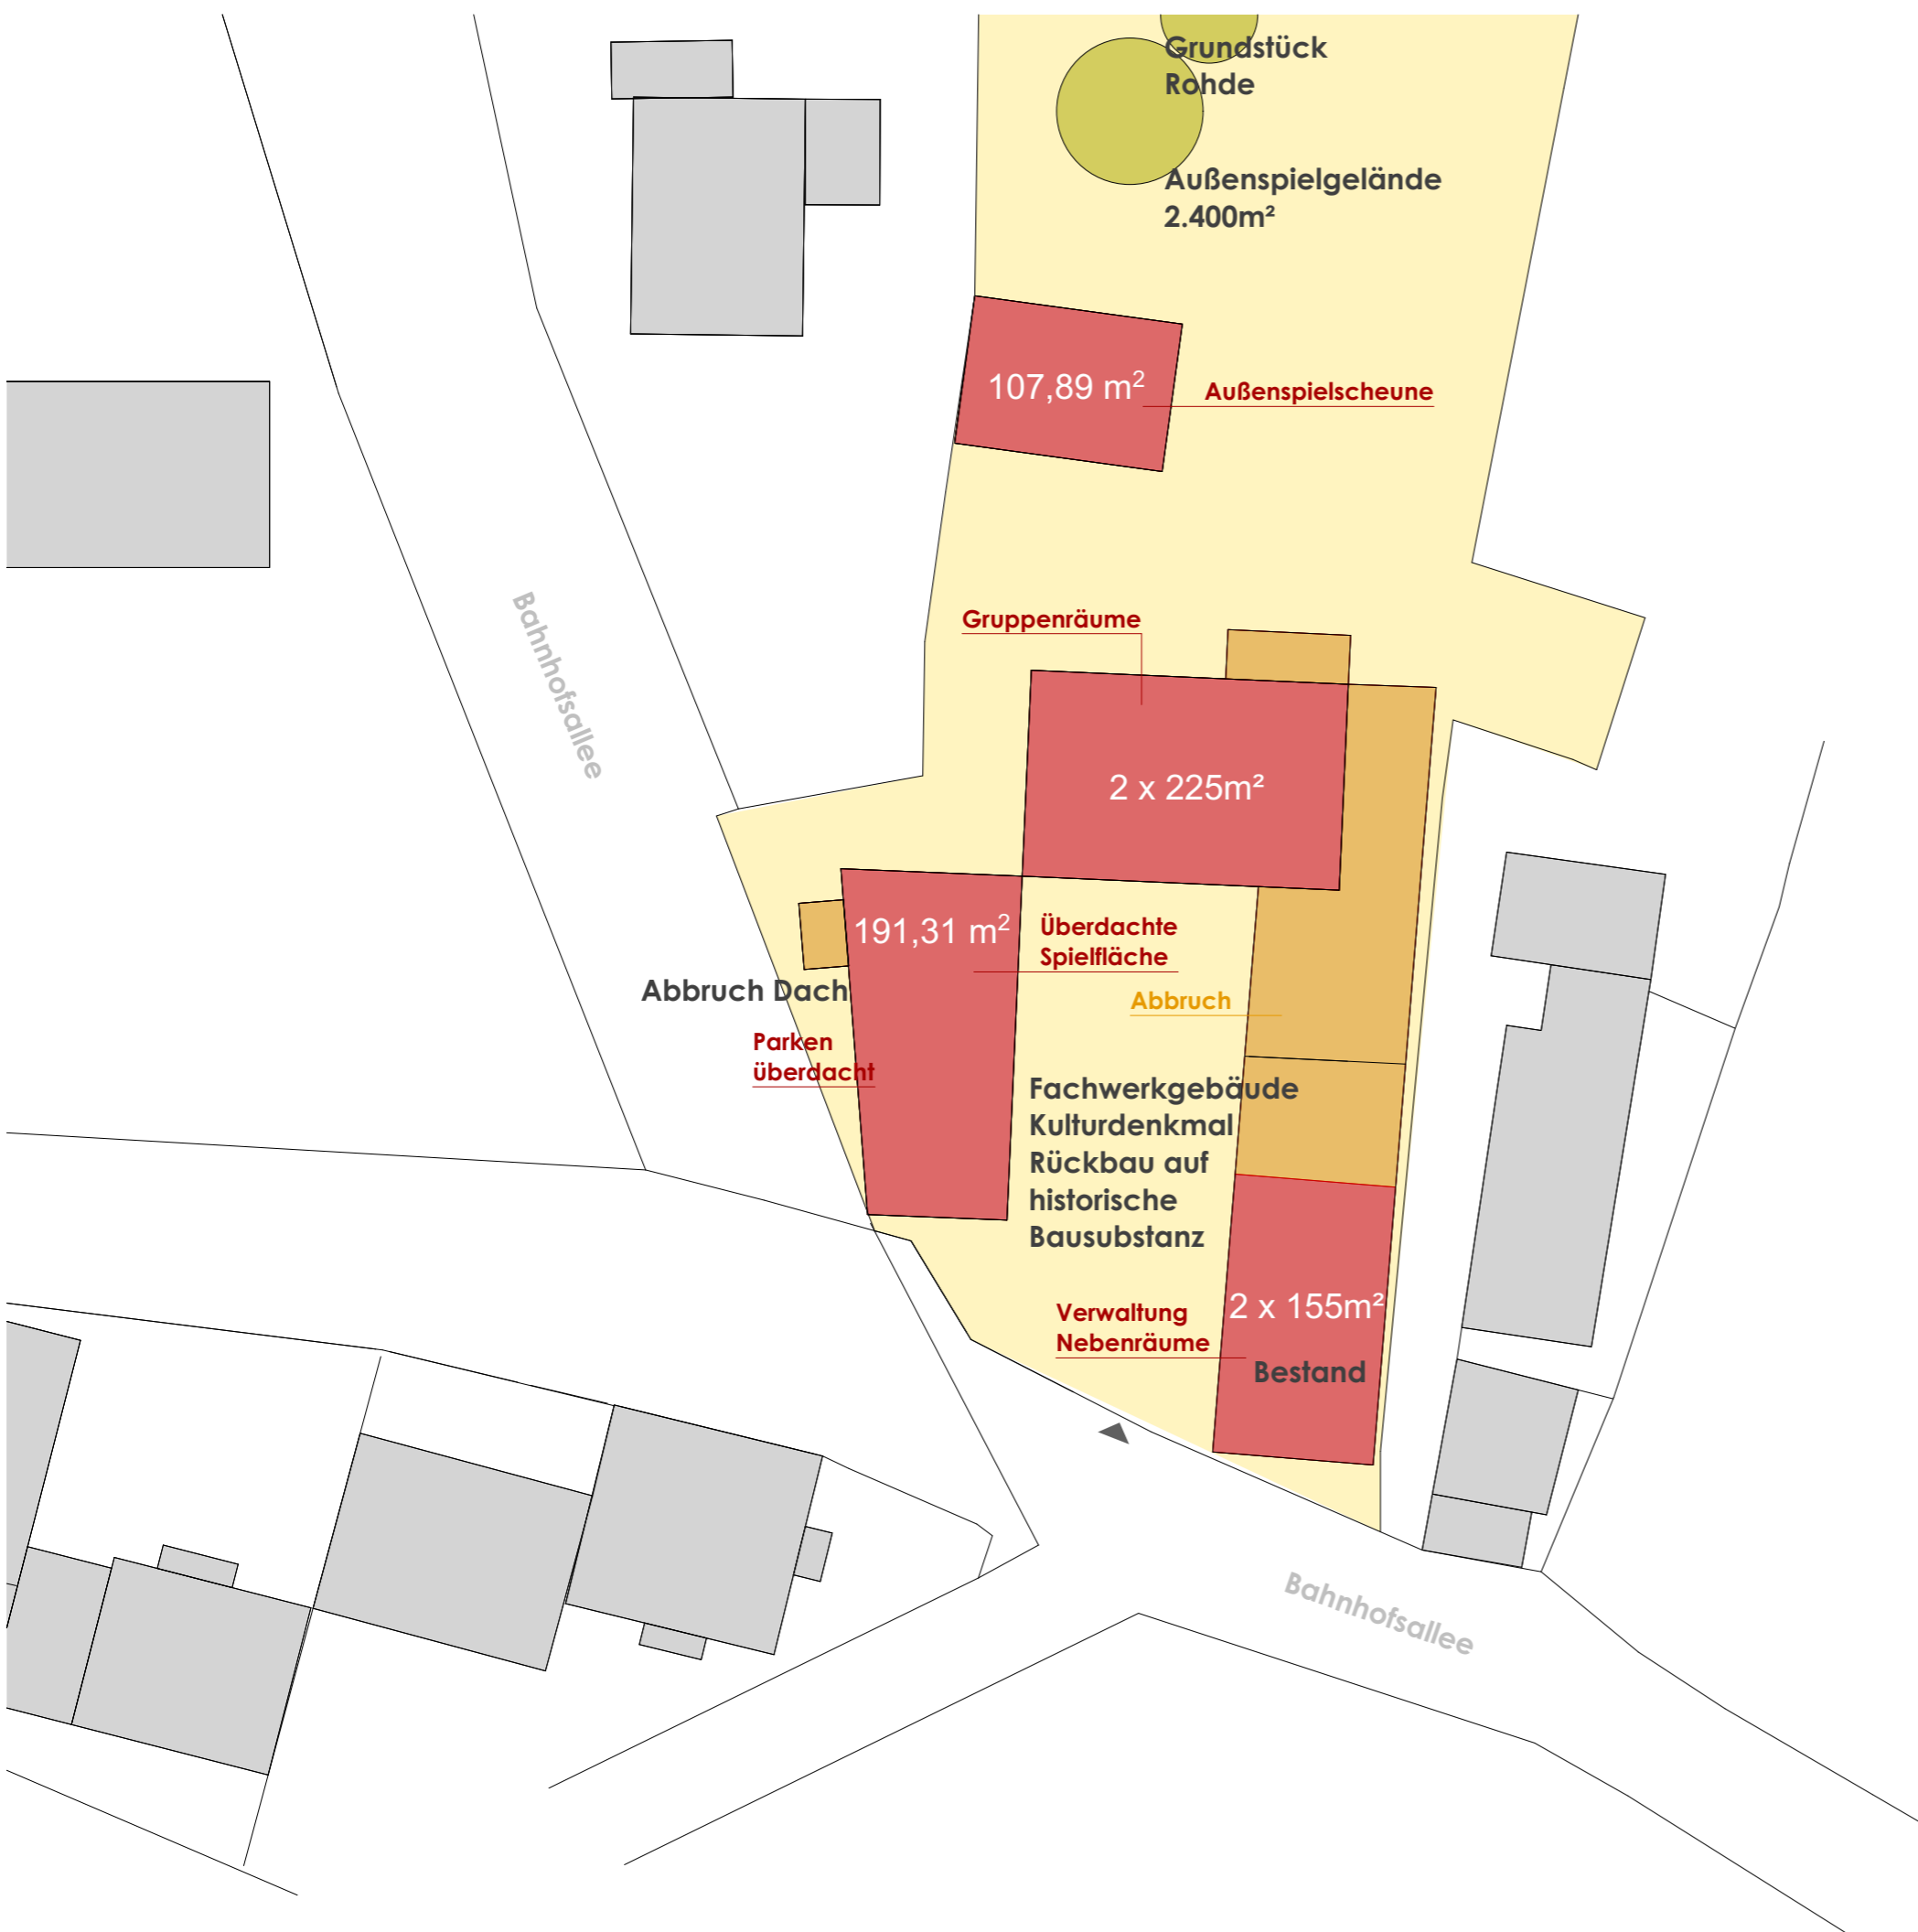 Grundstück
Rohde
Außenspielgelände
2.400m²
107,89 m²
Außenspielscheune
Bahnhofsallee
Gruppenräume
2 x 225m²
191,31 m²
Überdachte
Spielfläche
Abbruch Dach
Abbruch
Parken
überdacht
Fachwerkgebäude
Kulturdenkmal
Rückbau auf
historische
Bausubstanz
Verwaltung
Nebenräume
2 x 155m²
Bestand
Bahnhofsallee